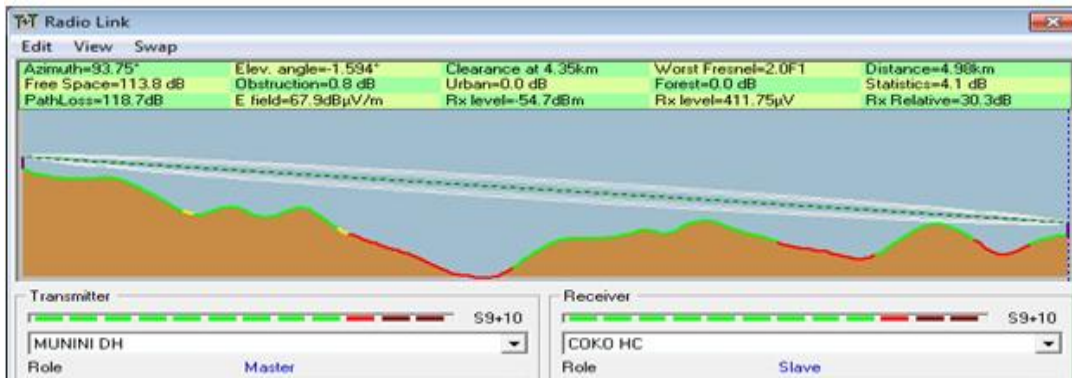 Radio Link
Edit View Swap
Azimuth=93.75° Elev. angle=-1.594° Clearance at 4.35km Worst Fresnel=2.0F1 Distance=4.98km
Free Space=113.8 dB Obstruction=0.8 dB Urban=0.0 dB Forest=0.0 dB Statistics=4.1 dB
PathLoss=118.7dB E field=67.9dBµV/m Rx level=-54.7dBm Rx level=411.75µV Rx Relative=30.3dB
Transmitter Receiver
S9+10 S9+10
MUNINI DH COKO HC
Role Master Role Slave